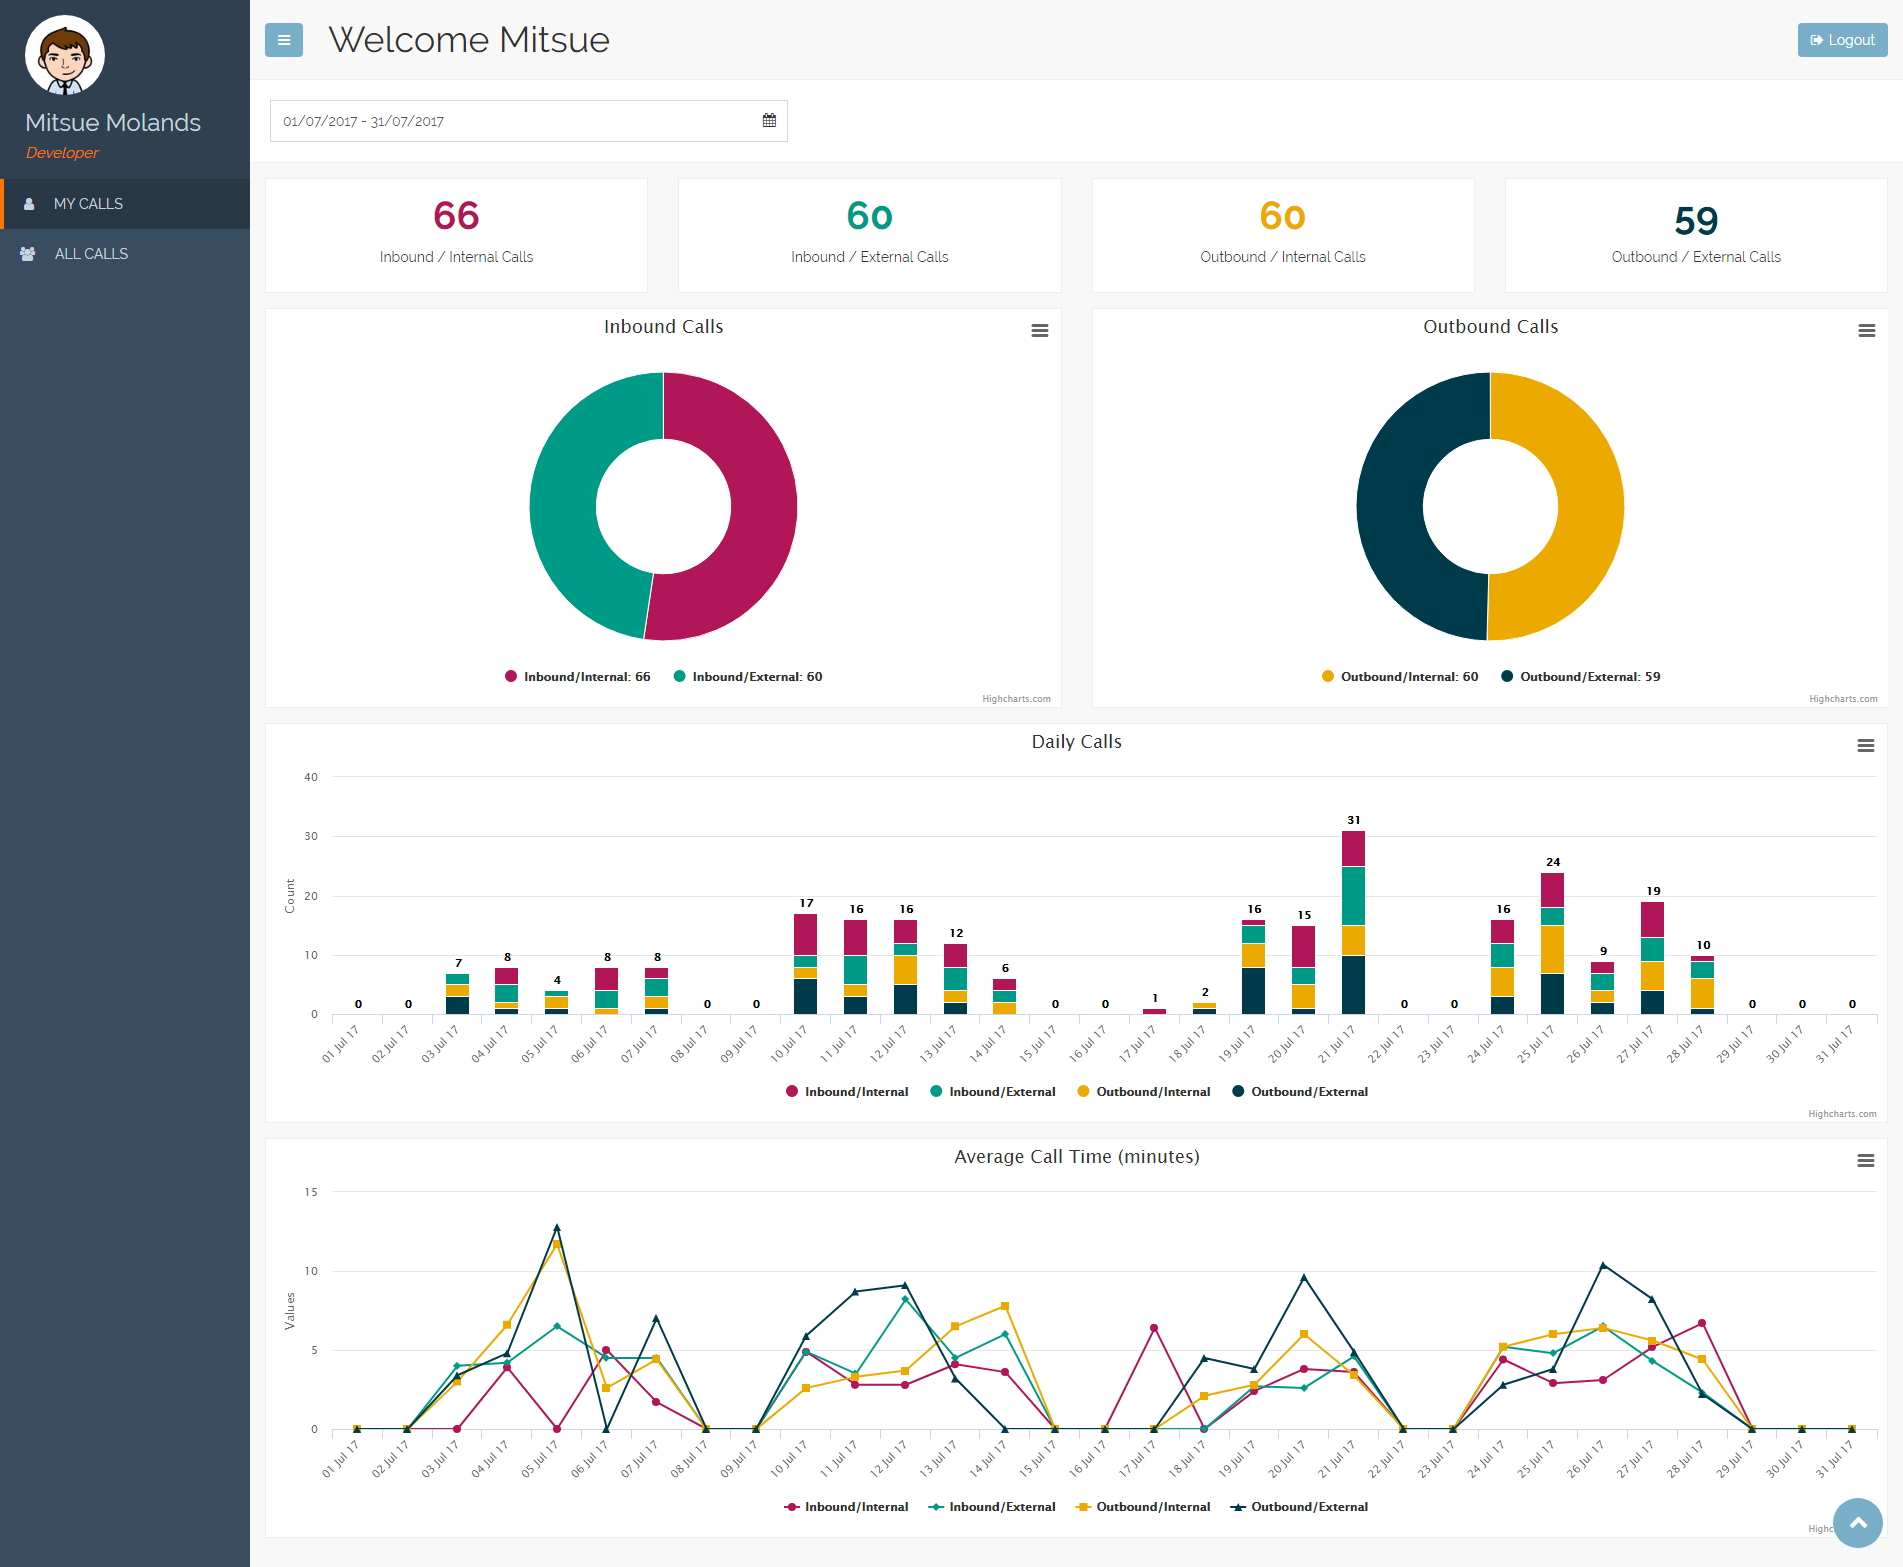 Welcome Mitsue
Logout
Mitsue Molands
Developer
MY CALLS
ALL CALLS
01/07/2017 - 31/07/2017
66
Inbound / Internal Calls
60
Inbound / External Calls
60
Outbound / Internal Calls
59
Outbound / External Calls
Inbound Calls
Inbound/Internal: 66 Inbound/External: 60
Highcharts.com
Outbound Calls
Outbound/Internal: 60 Outbound/External: 59
Highcharts.com
Daily Calls
Count
40
30
20
10
0
0 0 7 8 4 8 8 0 0 17 16 16 12 6 0 0 1 2 16 15 31 0 0 16 24 9 19 10 0 0 0
01 Jul 17 02 Jul 17 03 Jul 17 04 Jul 17 05 Jul 17 06 Jul 17 07 Jul 17 08 Jul 17 09 Jul 17 10 Jul 17 11 Jul 17 12 Jul 17 13 Jul 17 14 Jul 17 15 Jul 17 16 Jul 17 17 Jul 17 18 Jul 17 19 Jul 17 20 Jul 17 21 Jul 17 22 Jul 17 23 Jul 17 24 Jul 17 25 Jul 17 26 Jul 17 27 Jul 17 28 Jul 17 29 Jul 17 30 Jul 17 31 Jul 17
Inbound/Internal Inbound/External Outbound/Internal Outbound/External
Highcharts.com
Average Call Time (minutes)
Values
15
10
5
0
01 Jul 17 02 Jul 17 03 Jul 17 04 Jul 17 05 Jul 17 06 Jul 17 07 Jul 17 08 Jul 17 09 Jul 17 10 Jul 17 11 Jul 17 12 Jul 17 13 Jul 17 14 Jul 17 15 Jul 17 16 Jul 17 17 Jul 17 18 Jul 17 19 Jul 17 20 Jul 17 21 Jul 17 22 Jul 17 23 Jul 17 24 Jul 17 25 Jul 17 26 Jul 17 27 Jul 17 28 Jul 17 29 Jul 17 30 Jul 17 31 Jul 17
Inbound/Internal Inbound/External Outbound/Internal Outbound/External